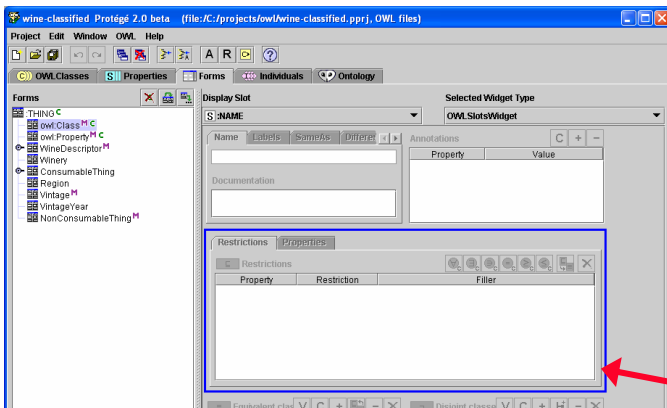 wine-classified Protégé 2.0 beta (file:/C:/projects/owl/wine-classified.pprj, OWL files)
Project Edit Window OWL Help
A R
C OWLClasses S Properties Forms Individuals Ontology
Forms
Display Slot
Selected Widget Type
:THING C
S :NAME
OWLSlotsWidget
owl:Class M C
owl:Property M C
WineDescriptor M
Winery
ConsumableThing
Region
Vintage M
VintageYear
NonConsumableThing M
Name Labels SameAs Differer
Annotations C + −
Property Value
Documentation
Restrictions Properties
Restrictions
Property Restriction Filler
Equivalent clas V C + − X
Disjoint classe V C + − X